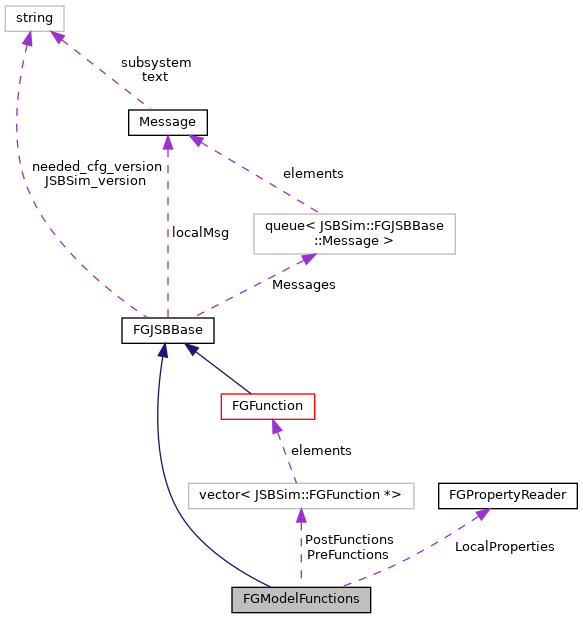 string
subsystem
text
Message
needed_cfg_version
JSBSim_version
elements
localMsg
queue< JSBSim::FGJSBBase
::Message >
Messages
FGJSBBase
FGFunction
elements
vector< JSBSim::FGFunction *>
FGPropertyReader
PostFunctions
PreFunctions
LocalProperties
FGModelFunctions